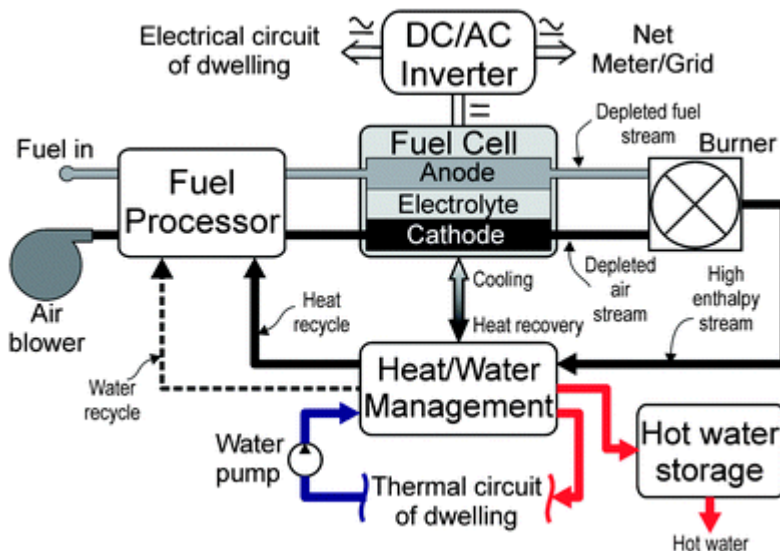 Electrical circuit
of dwelling
≃
DC/AC
Inverter
≃
Net
Meter/Grid
=
Depleted fuel
stream
Burner
Fuel in
Fuel
Processor
Fuel Cell
Anode
Electrolyte
Cathode
Air
blower
Heat
recycle
Cooling
Heat recovery
Depleted
air
stream
High
enthalpy
stream
Water
recycle
Heat/Water
Management
Water
pump
Thermal circuit
of dwelling
Hot water
storage
Hot water